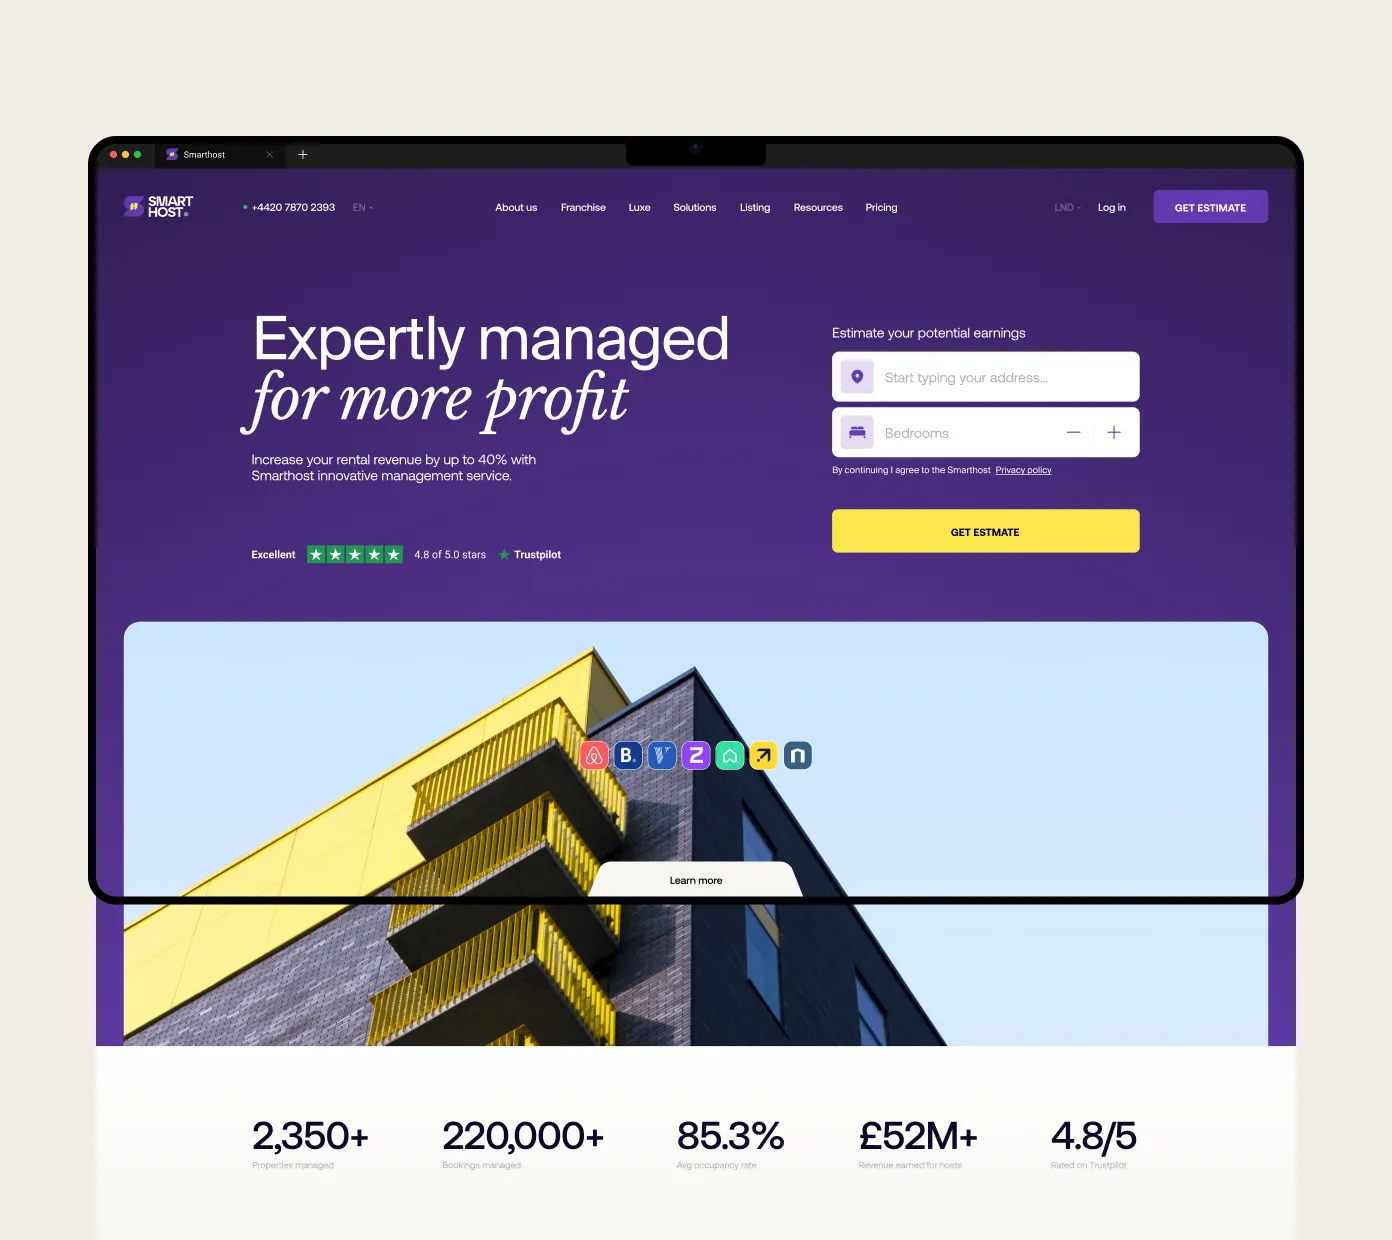 Smarthost
SMART
HOST®
+4420 7870 2393
EN
About us
Franchise
Luxe
Solutions
Listing
Resources
Pricing
LND
Log in
GET ESTIMATE
Expertly managed
for more profit
Increase your rental revenue by up to 40% with
Smarthost innovative management service.
Excellent
4.8 of 5.0 stars
Trustpilot
Estimate your potential earnings
Start typing your address...
Bedrooms
By continuing I agree to the Smarthost Privacy policy
GET ESTMATE
B.
Z
n
Learn more
2,350+
Properties managed
220,000+
Bookings managed
85.3%
Avg occupancy rate
£52M+
Revenue earned for hosts
4.8/5
Rated on Trustpilot